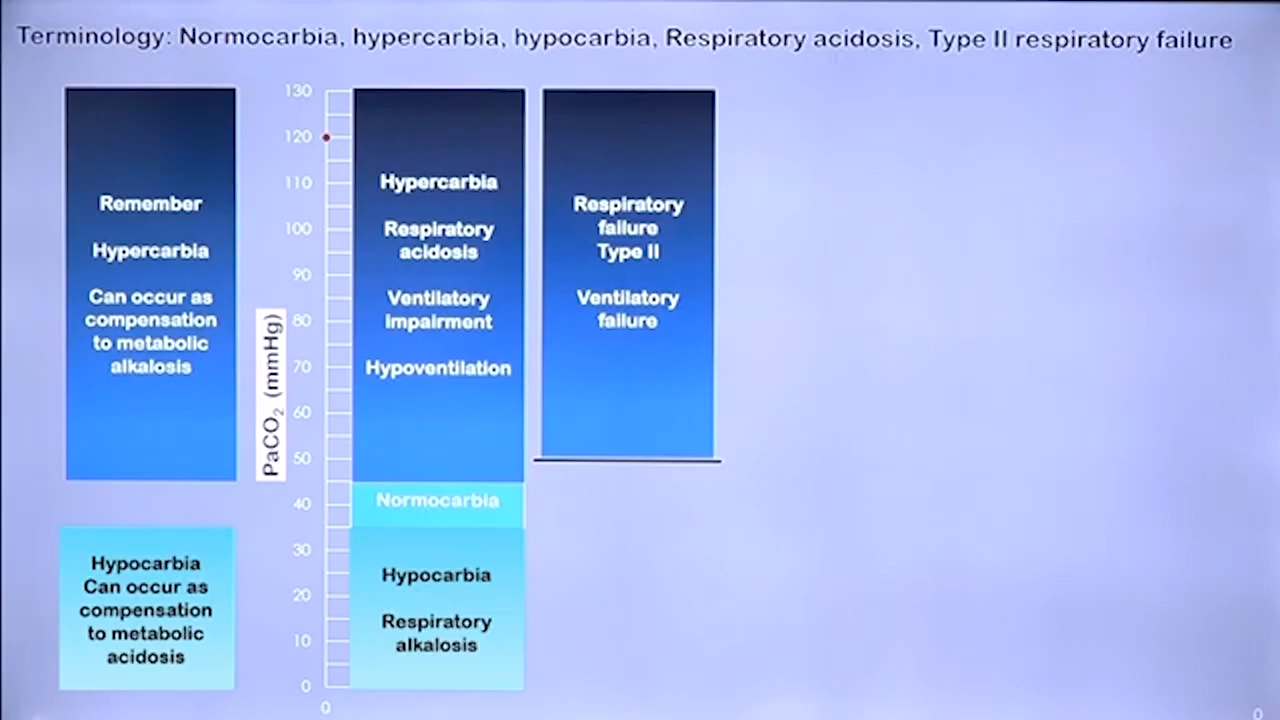 Terminology: Normocarbia, hypercarbia, hypocarbia, Respiratory acidosis, Type II respiratory failure
Remember
Hypercarbia
Can occur as
compensation
to metabolic
alkalosis
Hypocarbia
Can occur as
compensation
to metabolic
acidosis
PaCO₂ (mmHg)
130
120
110
100
90
80
70
60
50
40
30
20
10
0
0
Hypercarbia
Respiratory
acidosis
Ventilatory
impairment
Hypoventilation
Normocarbia
Hypocarbia
Respiratory
alkalosis
Respiratory
failure
Type II
Ventilatory
failure
0